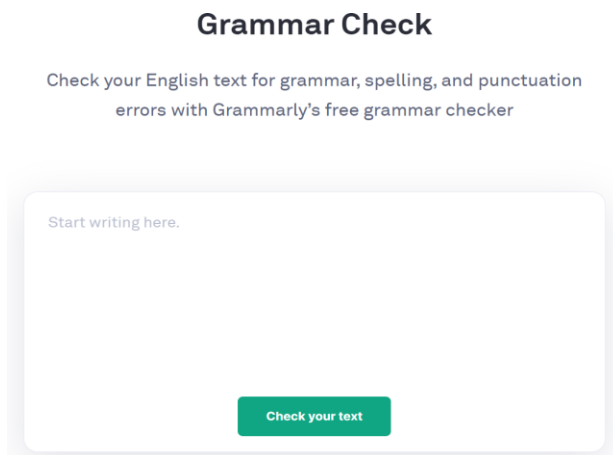 Grammar Check
Check your English text for grammar, spelling, and punctuation
errors with Grammarly’s free grammar checker
Start writing here.
Check your text